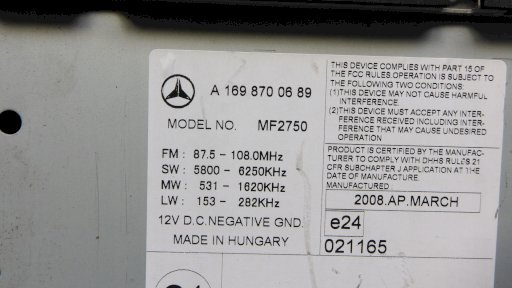 A 169 870 06 89
MODEL NO. MF2750
FM : 87.5 - 108.0MHz
SW : 5800 - 6250KHz
MW : 531 - 1620KHz
LW : 153 - 282KHz
12V D.C.NEGATIVE GND.
MADE IN HUNGARY
THIS DEVICE COMPLIES WITH PART 15 OF
THE FCC RULES.OPERATION IS SUBJECT TO
THE FOLLOWING TWO CONDITIONS.
(1)THIS DEVICE MAY NOT CAUSE HARMFUL
INTERFERENCE.
(2)THIS DEVICE MUST ACCEPT ANY INTER-
FERENCE RECEIVED INCLUDING INTER-
FERENCE THAT MAY CAUSE UNDESIRED
OPERATION
PRODUCT IS CERTIFIED BY THE MANUFAC-
TURER TO COMPLY WITH DHHS RULES 21
CFR SUBCHAPTER J APPLICATION AT THE
DATE OF MANUFACTURE.
MANUFACTURED
2008.AP.MARCH
e24
021165